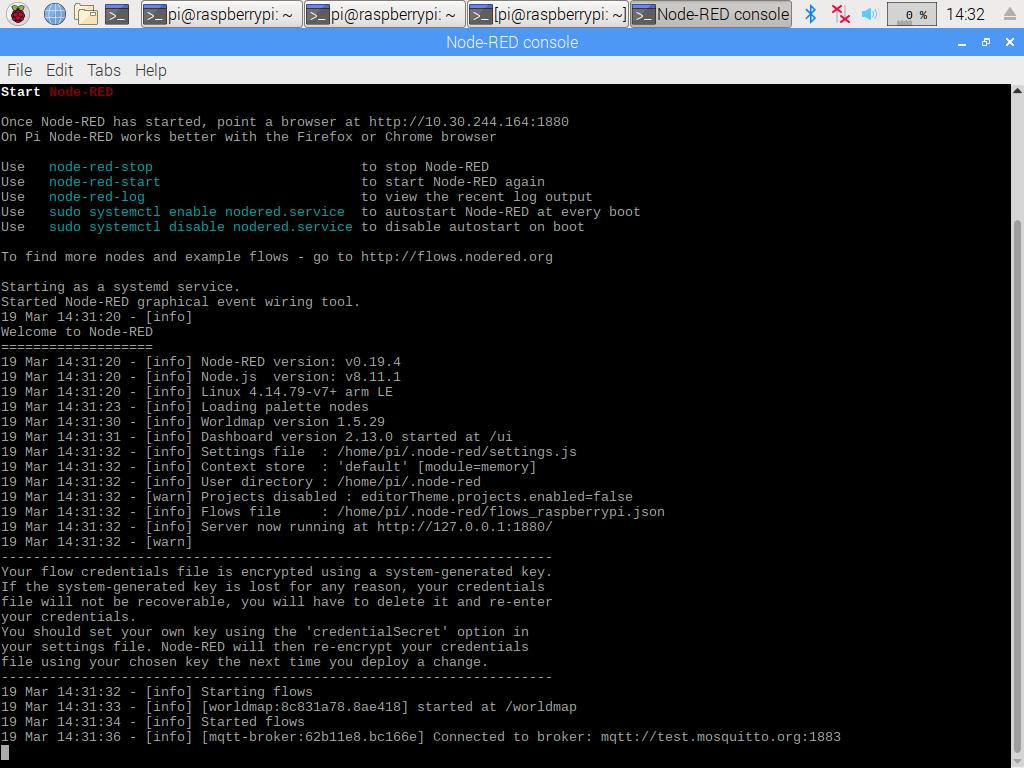 pi@raspberrypi: ~ pi@raspberrypi: ~ [pi@raspberrypi: ~] Node-RED console 0 % 14:32
Node-RED console
File Edit Tabs Help
Start Node-RED
Once Node-RED has started, point a browser at http://10.30.244.164:1880
On Pi Node-RED works better with the Firefox or Chrome browser
Use node-red-stop to stop Node-RED
Use node-red-start to start Node-RED again
Use node-red-log to view the recent log output
Use sudo systemctl enable nodered.service to autostart Node-RED at every boot
Use sudo systemctl disable nodered.service to disable autostart on boot
To find more nodes and example flows - go to http://flows.nodered.org
Starting as a systemd service.
Started Node-RED graphical event wiring tool.
19 Mar 14:31:20 - [info]
Welcome to Node-RED
===================
19 Mar 14:31:20 - [info] Node-RED version: v0.19.4
19 Mar 14:31:20 - [info] Node.js  version: v8.11.1
19 Mar 14:31:20 - [info] Linux 4.14.79-v7+ arm LE
19 Mar 14:31:23 - [info] Loading palette nodes
19 Mar 14:31:30 - [info] Worldmap version 1.5.29
19 Mar 14:31:31 - [info] Dashboard version 2.13.0 started at /ui
19 Mar 14:31:32 - [info] Settings file  : /home/pi/.node-red/settings.js
19 Mar 14:31:32 - [info] Context store  : 'default' [module=memory]
19 Mar 14:31:32 - [info] User directory : /home/pi/.node-red
19 Mar 14:31:32 - [warn] Projects disabled : editorTheme.projects.enabled=false
19 Mar 14:31:32 - [info] Flows file     : /home/pi/.node-red/flows_raspberrypi.json
19 Mar 14:31:32 - [info] Server now running at http://127.0.0.1:1880/
19 Mar 14:31:32 - [warn]
---------------------------------------------------------------------
Your flow credentials file is encrypted using a system-generated key.
If the system-generated key is lost for any reason, your credentials
file will not be recoverable, you will have to delete it and re-enter
your credentials.
You should set your own key using the 'credentialSecret' option in
your settings file. Node-RED will then re-encrypt your credentials
file using your chosen key the next time you deploy a change.
---------------------------------------------------------------------
19 Mar 14:31:32 - [info] Starting flows
19 Mar 14:31:33 - [info] [worldmap:8c831a78.8ae418] started at /worldmap
19 Mar 14:31:34 - [info] Started flows
19 Mar 14:31:36 - [info] [mqtt-broker:62b11e8.bc166e] Connected to broker: mqtt://test.mosquitto.org:1883